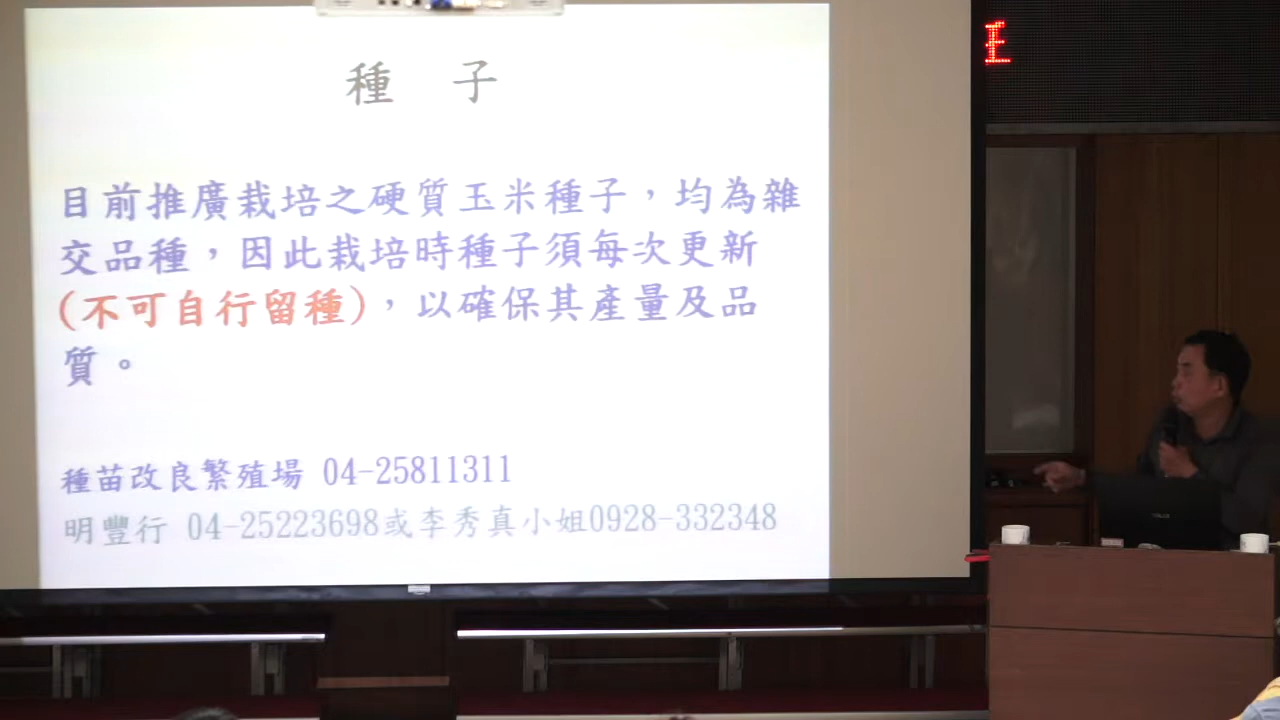 種 子
目前推廣栽培之硬質玉米種子，均為雜
交品種，因此栽培時種子須每次更新
(不可自行留種)，以確保其產量及品
質。
種苗改良繁殖場 04-25811311
明豐行 04-25223698或李秀真小姐0928-332348